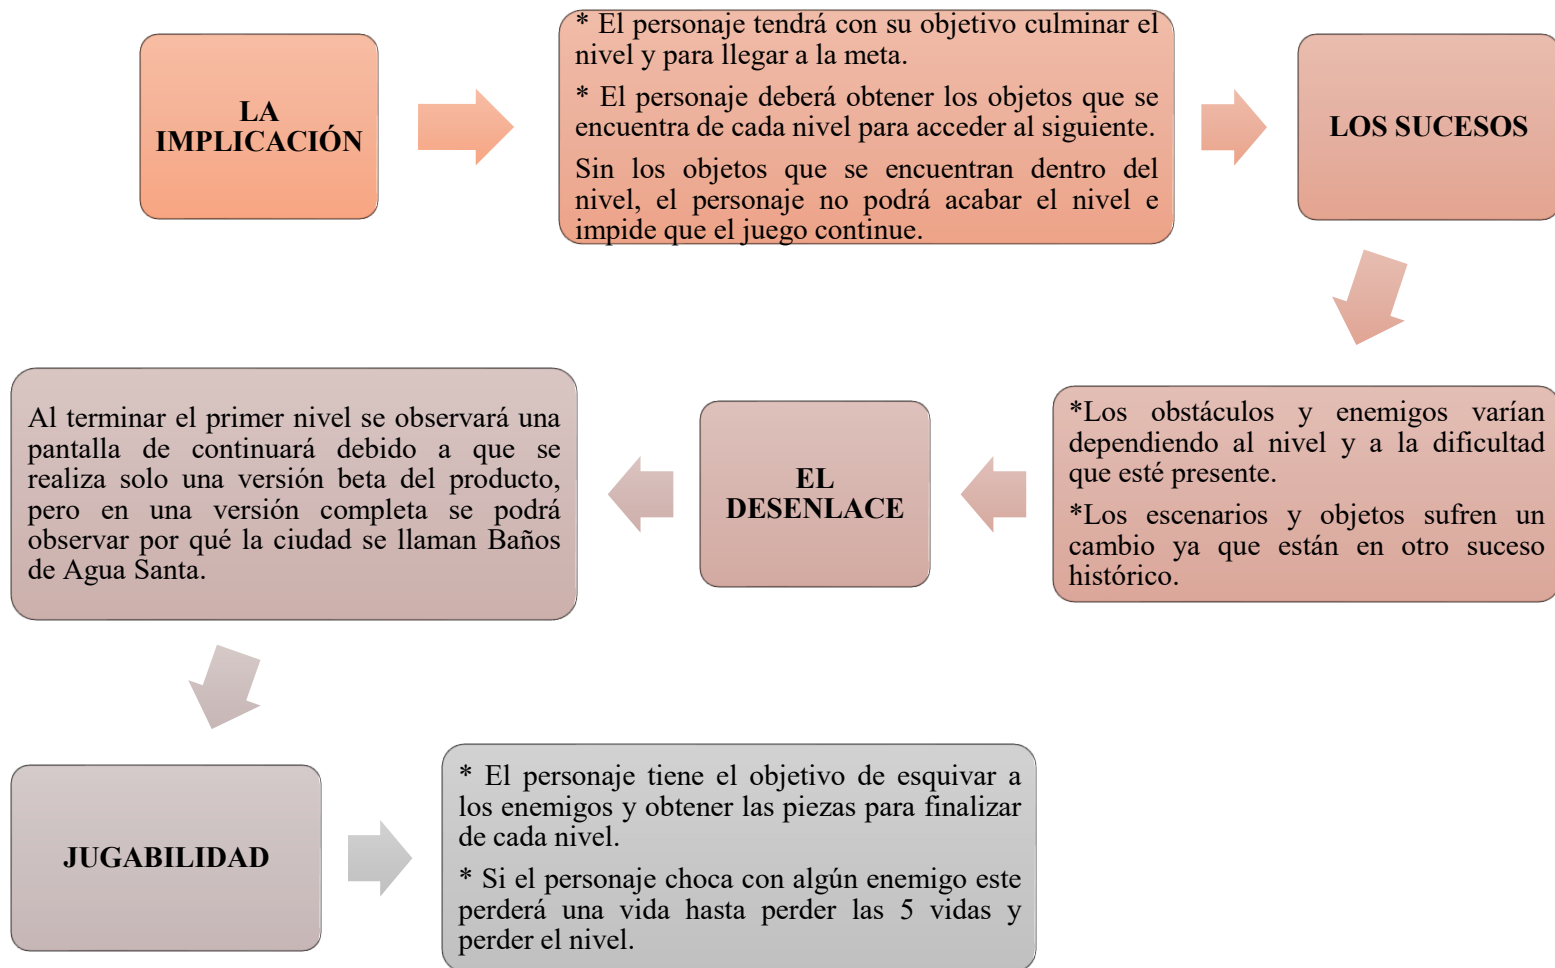 LA
IMPLICACIÓN
* El personaje tendrá con su objetivo culminar el
nivel y para llegar a la meta.
* El personaje deberá obtener los objetos que se
encuentra de cada nivel para acceder al siguiente.
Sin los objetos que se encuentran dentro del
nivel, el personaje no podrá acabar el nivel e
impide que el juego continue.
LOS SUCESOS
*Los obstáculos y enemigos varían
dependiendo al nivel y a la dificultad
que esté presente.
*Los escenarios y objetos sufren un
cambio ya que están en otro suceso
histórico.
EL
DESENLACE
Al terminar el primer nivel se observará una
pantalla de continuará debido a que se
realiza solo una versión beta del producto,
pero en una versión completa se podrá
observar por qué la ciudad se llaman Baños
de Agua Santa.
JUGABILIDAD
* El personaje tiene el objetivo de esquivar a
los enemigos y obtener las piezas para finalizar
de cada nivel.
* Si el personaje choca con algún enemigo este
perderá una vida hasta perder las 5 vidas y
perder el nivel.